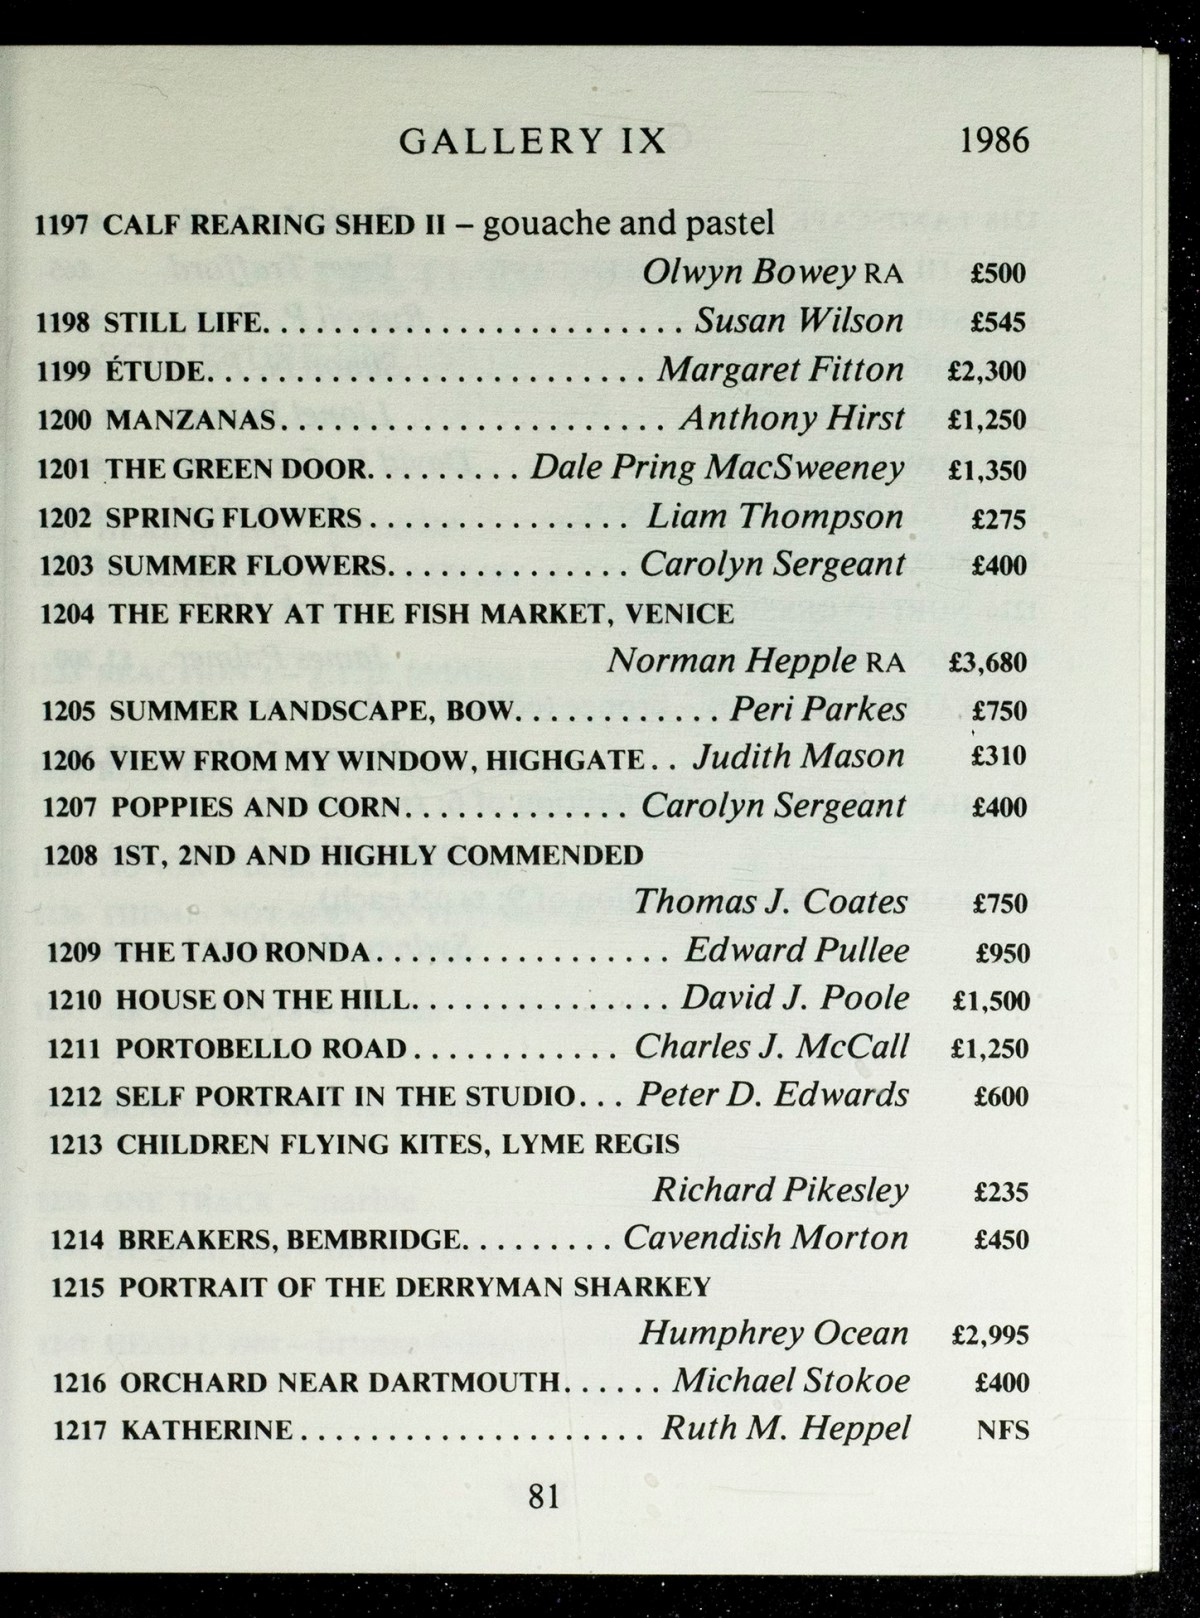 GALLERY IX 1986
1197 CALF REARING SHED II – gouache and pastel
Olwyn Bowey RA £500
1198 STILL LIFE. . . . . . . . . . . . . . . . . . . . . . . . Susan Wilson £545
1199 ÉTUDE. . . . . . . . . . . . . . . . . . . . . . . . . Margaret Fitton £2,300
1200 MANZANAS. . . . . . . . . . . . . . . . . . . . . . Anthony Hirst £1,250
1201 THE GREEN DOOR. . . . . . . . . Dale Pring MacSweeney £1,350
1202 SPRING FLOWERS . . . . . . . . . . . . . . . Liam Thompson £275
1203 SUMMER FLOWERS. . . . . . . . . . . . . . Carolyn Sergeant £400
1204 THE FERRY AT THE FISH MARKET, VENICE
Norman Hepple RA £3,680
1205 SUMMER LANDSCAPE, BOW. . . . . . . . . . . . Peri Parkes £750
1206 VIEW FROM MY WINDOW, HIGHGATE . . Judith Mason £310
1207 POPPIES AND CORN. . . . . . . . . . . . . Carolyn Sergeant £400
1208 1ST, 2ND AND HIGHLY COMMENDED
Thomas J. Coates £750
1209 THE TAJO RONDA. . . . . . . . . . . . . . . . . Edward Pullee £950
1210 HOUSE ON THE HILL. . . . . . . . . . . . . . . David J. Poole £1,500
1211 PORTOBELLO ROAD . . . . . . . . . . . . Charles J. McCall £1,250
1212 SELF PORTRAIT IN THE STUDIO. . . Peter D. Edwards £600
1213 CHILDREN FLYING KITES, LYME REGIS
Richard Pikesley £235
1214 BREAKERS, BEMBRIDGE. . . . . . . . . Cavendish Morton £450
1215 PORTRAIT OF THE DERRYMAN SHARKEY
Humphrey Ocean £2,995
1216 ORCHARD NEAR DARTMOUTH. . . . . . Michael Stokoe £400
1217 KATHERINE . . . . . . . . . . . . . . . . . . . . Ruth M. Heppel NFS
81